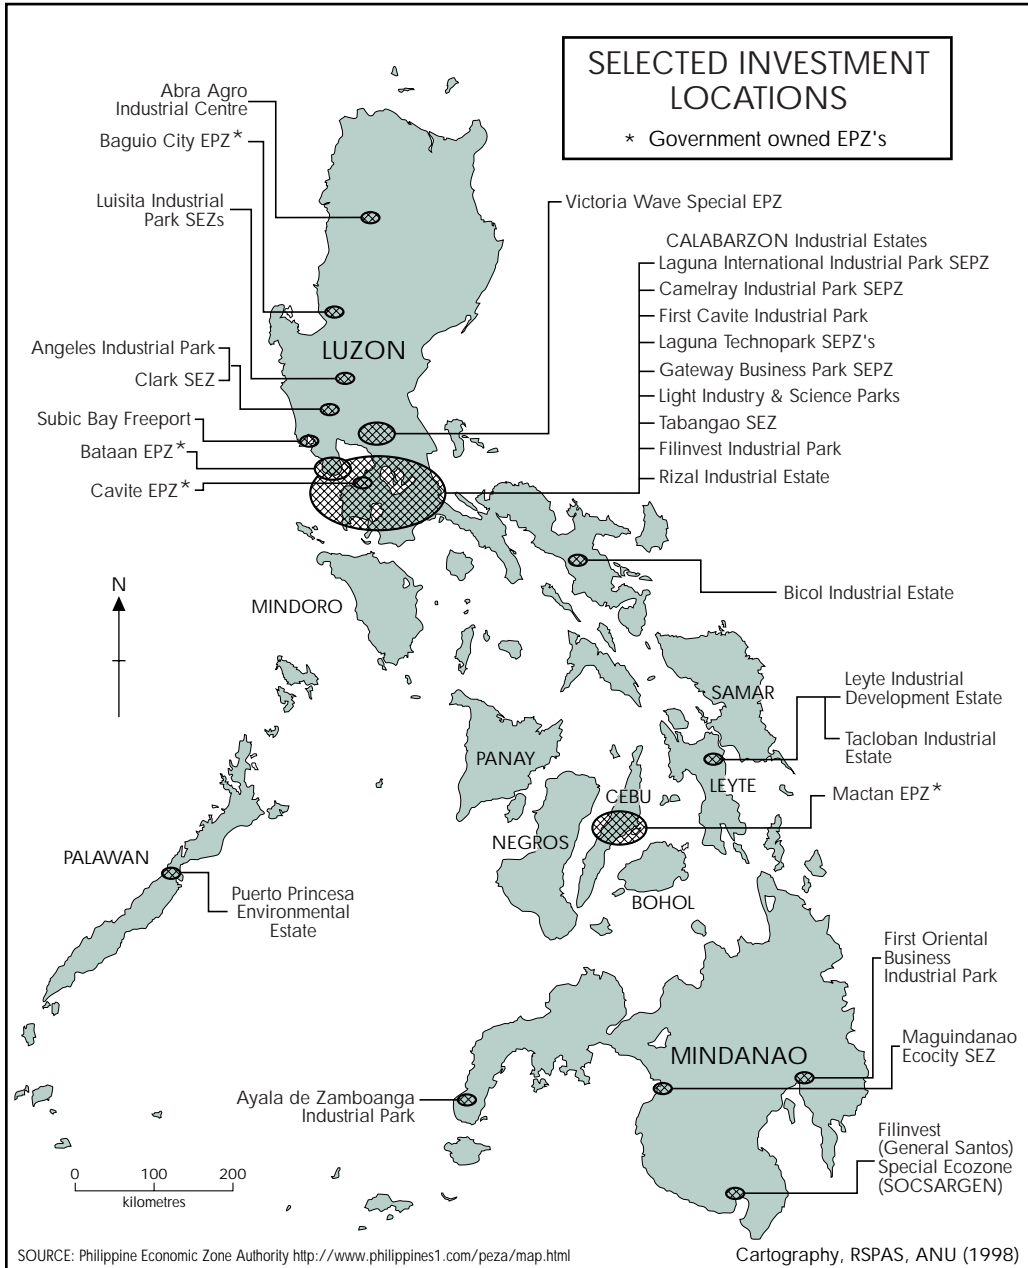 SELECTED INVESTMENT
LOCATIONS
* Government owned EPZ's
Abra Agro
Industrial Centre
Baguio City EPZ*
Luisita Industrial
Park SEZs
Victoria Wave Special EPZ
CALABARZON Industrial Estates
Laguna International Industrial Park SEPZ
Camelray Industrial Park SEPZ
First Cavite Industrial Park
Laguna Technopark SEPZ's
Gateway Business Park SEPZ
Light Industry & Science Parks
Tabangao SEZ
Filinvest Industrial Park
Rizal Industrial Estate
LUZON
Angeles Industrial Park
Clark SEZ
Subic Bay Freeport
Bataan EPZ*
Cavite EPZ*
Bicol Industrial Estate
N
MINDORO
SAMAR
Leyte Industrial
Development Estate
Tacloban Industrial
Estate
PANAY
LEYTE
CEBU
Mactan EPZ*
NEGROS
PALAWAN
BOHOL
Puerto Princesa
Environmental
Estate
First Oriental
Business
Industrial Park
MINDANAO
Maguindanao
Ecocity SEZ
Ayala de Zamboanga
Industrial Park
Filinvest
(General Santos)
Special Ecozone
(SOCSARGEN)
0 100 200
kilometres
SOURCE: Philippine Economic Zone Authority http://www.philippines1.com/peza/map.html
Cartography, RSPAS, ANU (1998)